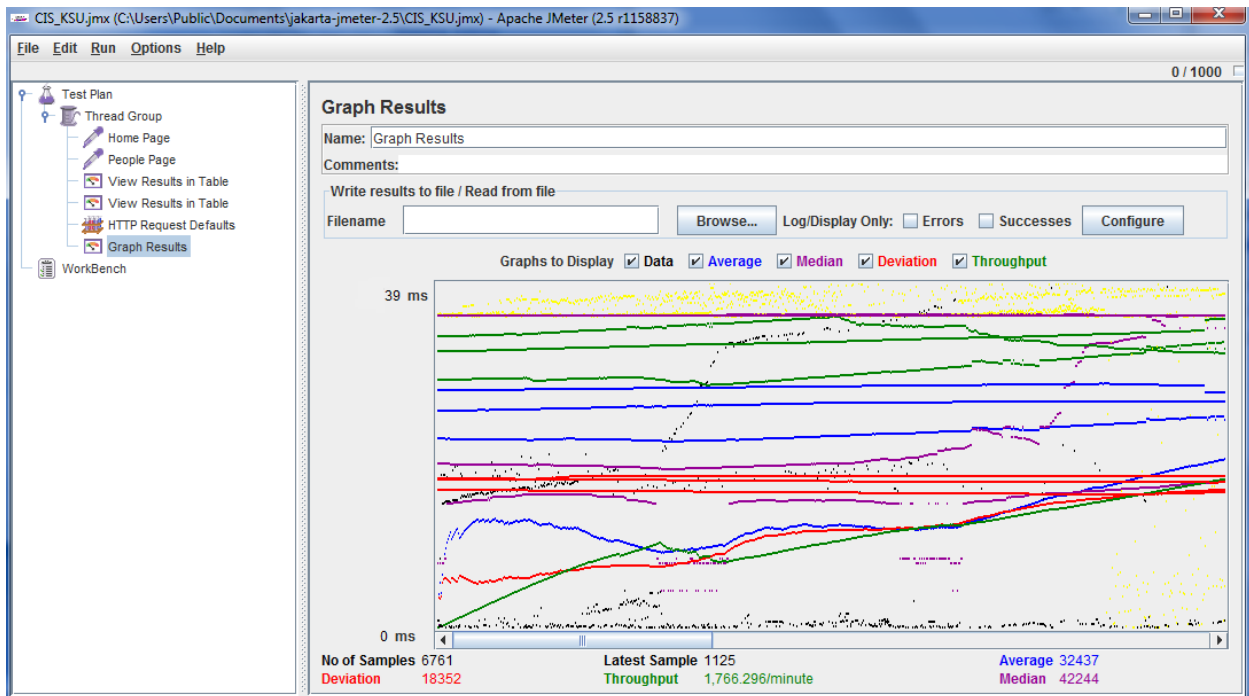 CIS_KSU.jmx (C:\Users\Public\Documents\jakarta-jmeter-2.5\CIS_KSU.jmx) - Apache JMeter (2.5 r1158837)
File Edit Run Options Help
0 / 1000
Test Plan
Thread Group
Home Page
People Page
View Results in Table
View Results in Table
HTTP Request Defaults
Graph Results
WorkBench
Graph Results
Name: Graph Results
Comments:
Write results to file / Read from file
Filename Browse... Log/Display Only: Errors Successes Configure
Graphs to Display Data Average Median Deviation Throughput
39 ms
0 ms
No of Samples 6761 Latest Sample 1125 Average 32437
Deviation 18352 Throughput 1,766.296/minute Median 42244